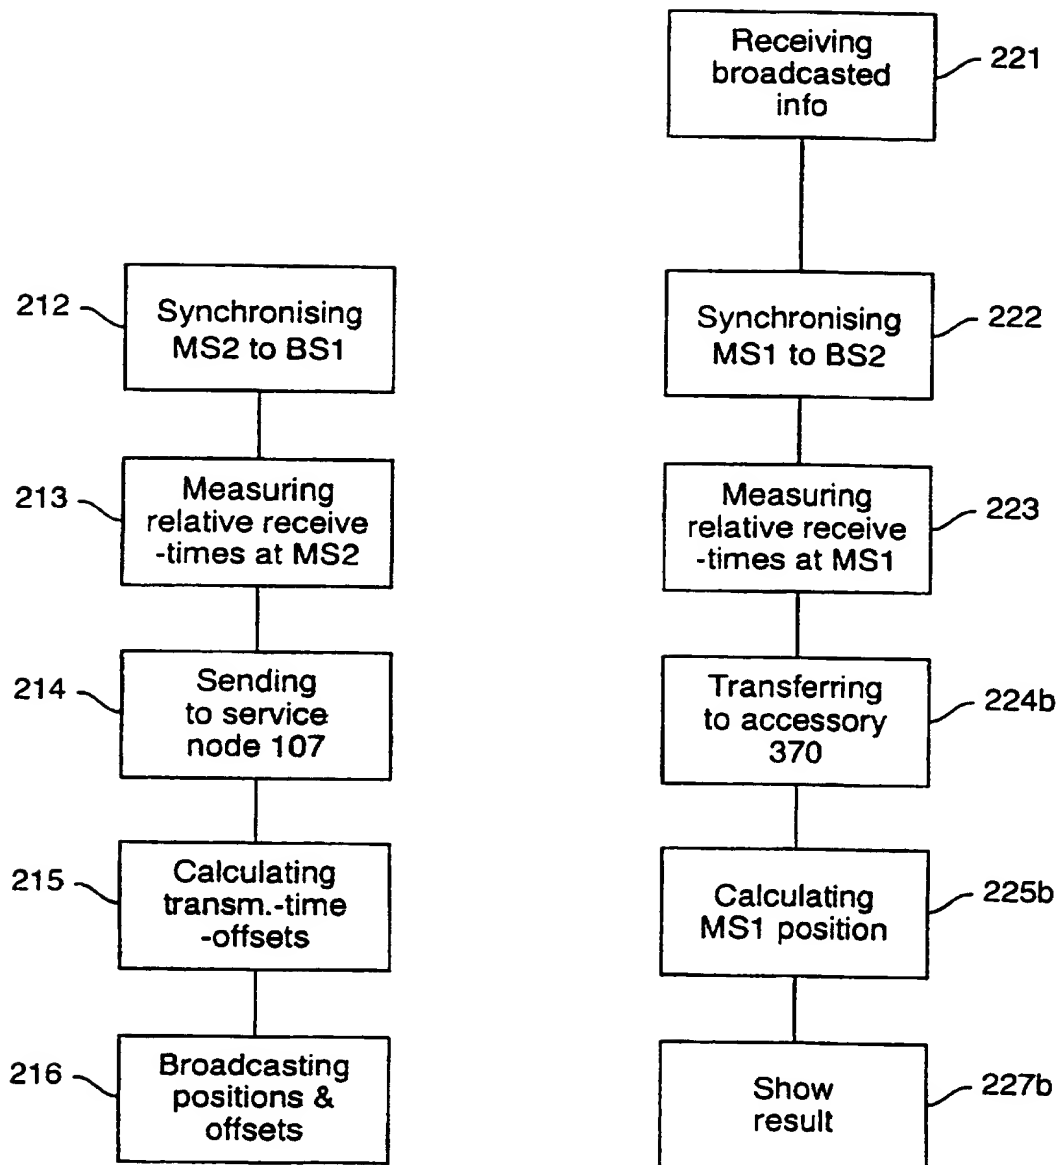 212
Synchronising
MS2 to BS1
213
Measuring
relative receive
-times at MS2
214
Sending
to service
node 107
215
Calculating
transm.-time
-offsets
216
Broadcasting
positions &
offsets
Receiving
broadcasted
info
221
Synchronising
MS1 to BS2
222
Measuring
relative receive
-times at MS1
223
Transferring
to accessory
370
224b
Calculating
MS1 position
225b
Show
result
227b